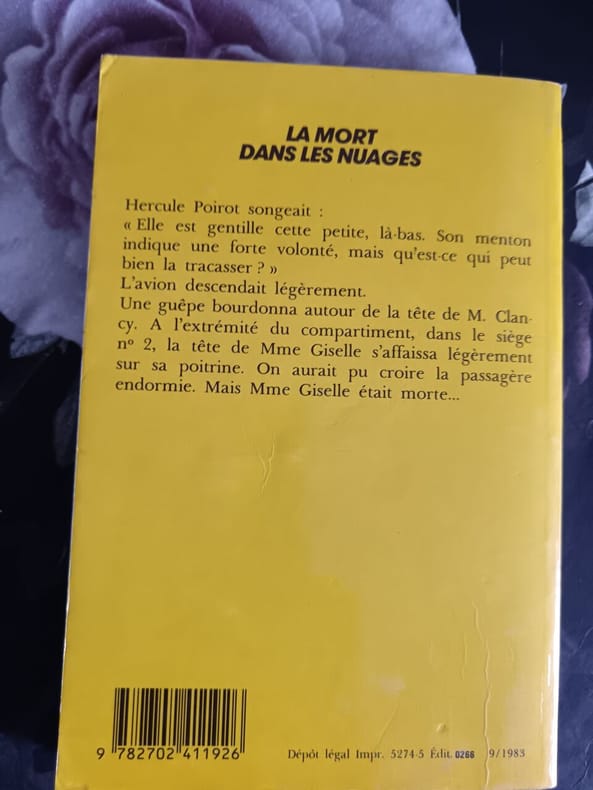 LA MORT
DANS LES NUAGES
Hercule Poirot songeait :
« Elle est gentille cette petite, là-bas. Son menton
indique une forte volonté, mais qu'est-ce qui peut
bien la tracasser ? »
L'avion descendait légèrement.
Une guêpe bourdonna autour de la tête de M. Clan-
cy. A l'extrémité du compartiment, dans le siège
nº 2, la tête de Mme Giselle s'affaissa légèrement
sur sa poitrine. On aurait pu croire la passagère
endormie. Mais Mme Giselle était morte...
9 782702 411926
Dépôt légal Impr. 5274-5 Édit. 0266 9/1983